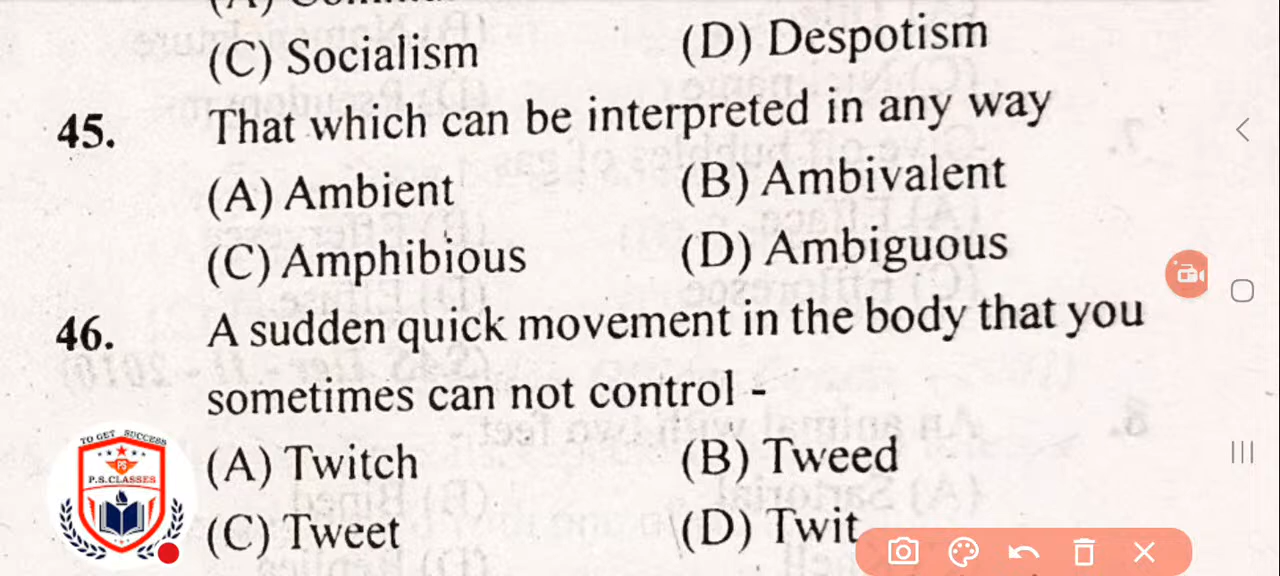 (C) Socialism (D) Despotism
45. That which can be interpreted in any way
(A) Ambient (B) Ambivalent
(C) Amphibious (D) Ambiguous
46. A sudden quick movement in the body that you
sometimes can not control -
(A) Twitch (B) Tweed
(C) Tweet (D) Twit
TO GET SUCCESS
PS
P.S.CLASSES